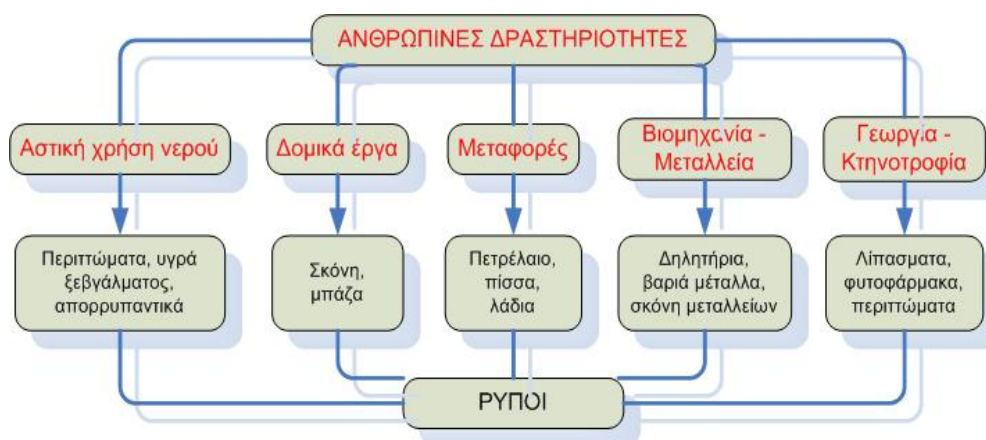 ΑΝΘΡΩΠΙΝΕΣ ΔΡΑΣΤΗΡΙΟΤΗΤΕΣ
Αστική χρήση νερού
Δομικά έργα
Μεταφορές
Βιομηχανία -
Μεταλλεία
Γεωργία -
Κτηνοτροφία
Περιττώματα, υγρά
ξεβγάλματος,
απορρυπαντικά
Σκόνη,
μπάζα
Πετρέλαιο,
πίσσα,
λάδια
Δηλητήρια,
βαριά μέταλλα,
σκόνη μεταλλείων
Λίπασματα,
φυτοφάρμακα,
περιττώματα
ΡΥΠΟΙ